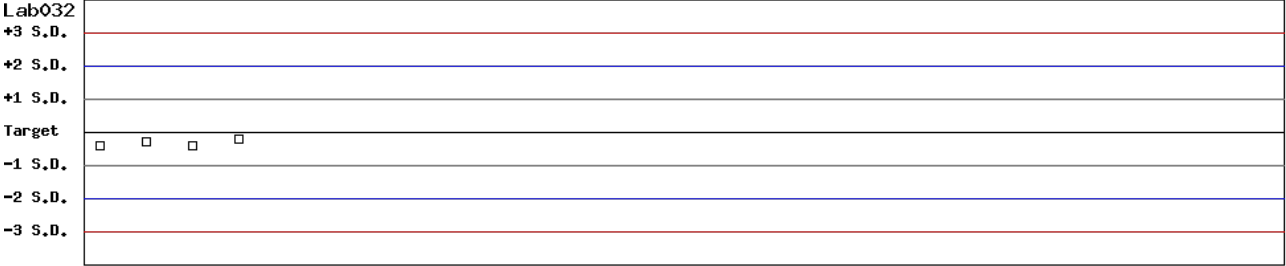 Lab032
+3 S.D.
+2 S.D.
+1 S.D.
Target
-1 S.D.
-2 S.D.
-3 S.D.